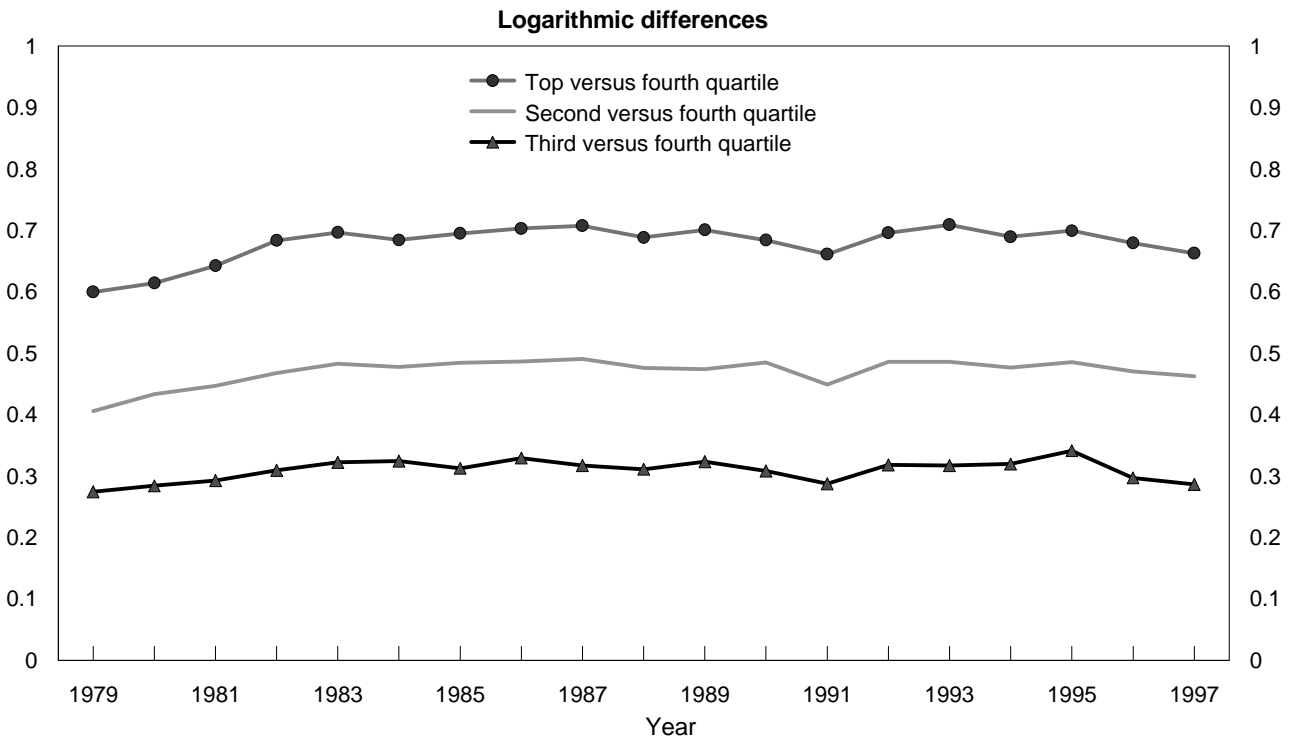 Logarithmic differences
1 1
Top versus fourth quartile
0.9 0.9
Second versus fourth quartile
Third versus fourth quartile
0.8 0.8
0.7 0.7
0.6 0.6
0.5 0.5
0.4 0.4
0.3 0.3
0.2 0.2
0.1 0.1
0 0
1979 1981 1983 1985 1987 1989 1991 1993 1995 1997
Year